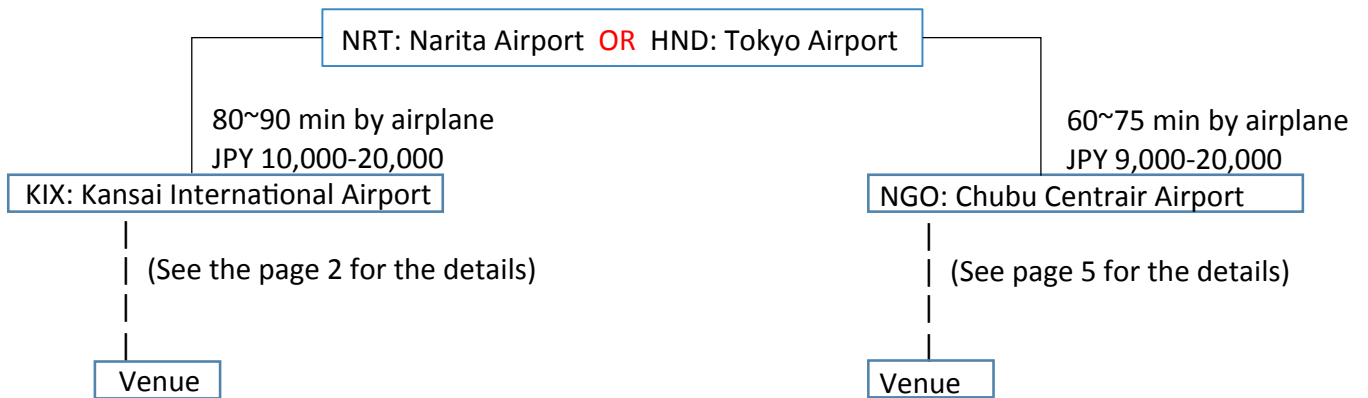 NRT: Narita Airport OR HND: Tokyo Airport
80~90 min by airplane
JPY 10,000-20,000
60~75 min by airplane
JPY 9,000-20,000
KIX: Kansai International Airport
NGO: Chubu Centrair Airport
(See the page 2 for the details)
(See page 5 for the details)
Venue
Venue